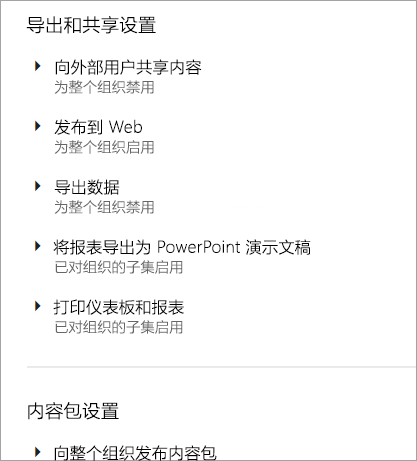 导出和共享设置
向外部用户共享内容
为整个组织禁用
发布到 Web
为整个组织启用
导出数据
为整个组织禁用
将报表导出为 PowerPoint 演示文稿
已对组织的子集启用
打印仪表板和报表
已对组织的子集启用
内容包设置
向整个组织发布内容包